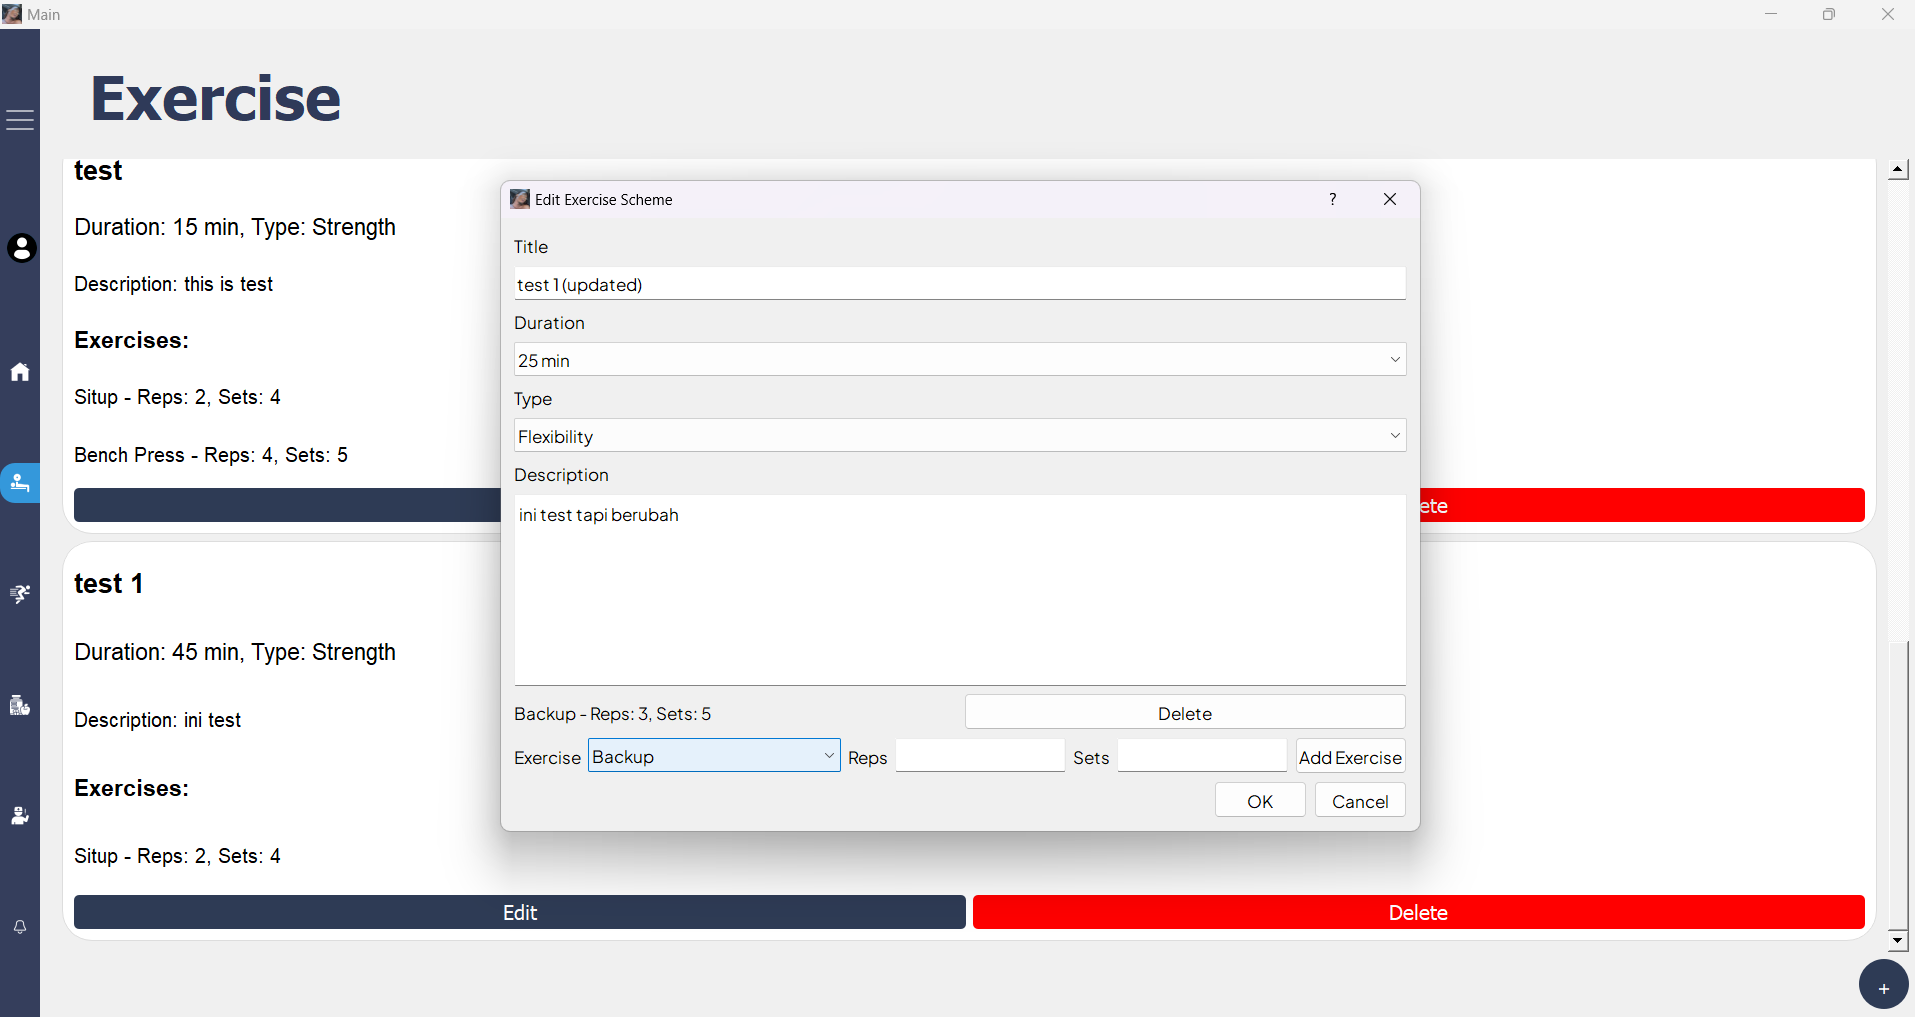 Main
Exercise
test
Duration: 15 min, Type: Strength
Description: this is test
Exercises:
Situp - Reps: 2, Sets: 4
Bench Press - Reps: 4, Sets: 5
ete
test 1
Duration: 45 min, Type: Strength
Description: ini test
Exercises:
Situp - Reps: 2, Sets: 4
Edit
Delete
+
Edit Exercise Scheme
?
Title
test 1 (updated)
Duration
25 min
Type
Flexibility
Description
ini test tapi berubah
Backup - Reps: 3, Sets: 5
Delete
Exercise Backup Reps Sets Add Exercise
OK Cancel